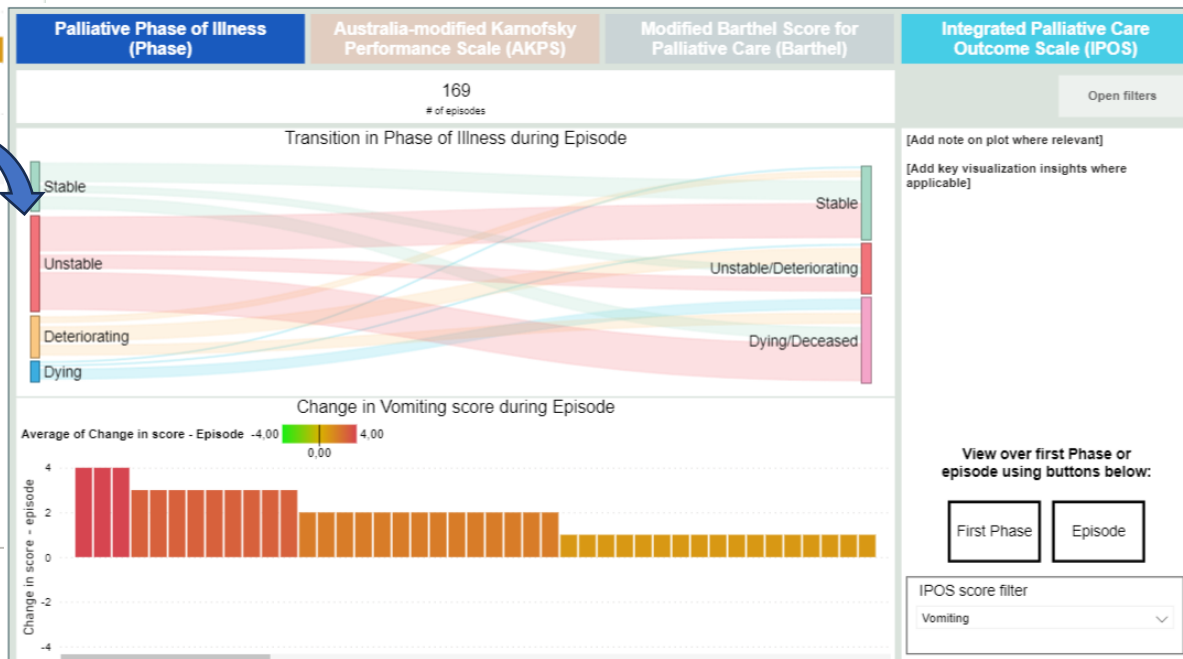 Palliative Phase of Illness
(Phase)
Australia-modified Karnofsky
Performance Scale (AKPS)
Modified Barthel Score for
Palliative Care (Barthel)
Integrated Palliative Care
Outcome Scale (IPOS)
169
# of episodes
Open filters
Transition in Phase of Illness during Episode
Stable
Unstable
Deteriorating
Dying
Stable
Unstable/Deteriorating
Dying/Deceased
[Add note on plot where relevant]
[Add key visualization insights where
applicable]
Change in Vomiting score during Episode
Average of Change in score - Episode -4,00 4,00
0,00
Change in score - episode
4
2
0
-2
-4
View over first Phase or
episode using buttons below:
First Phase
Episode
IPOS score filter
Vomiting